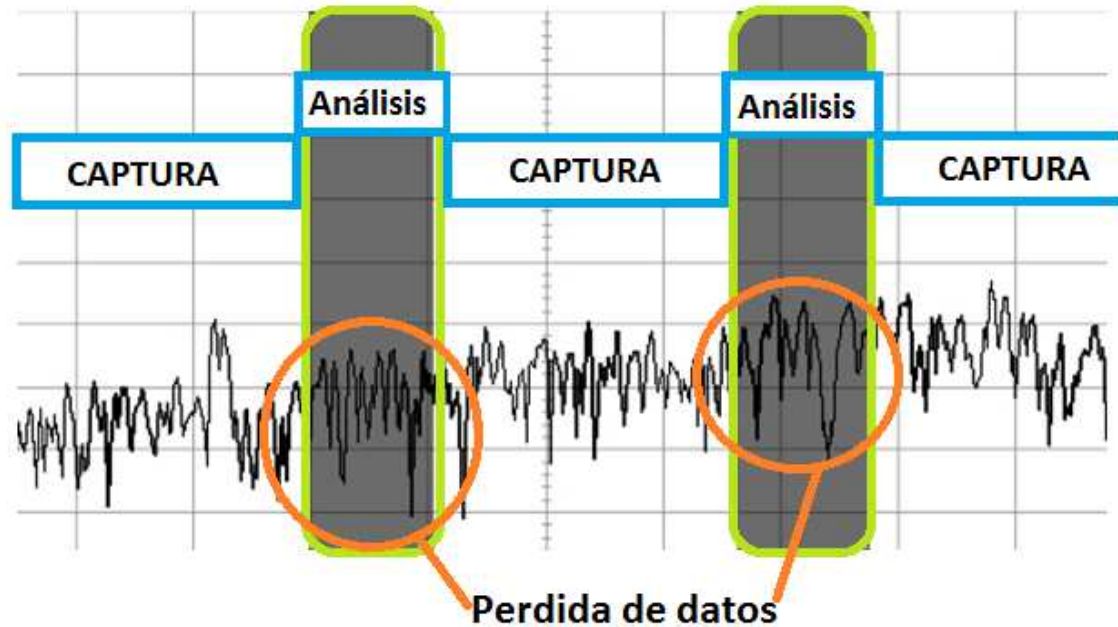 Análisis
Análisis
CAPTURA
CAPTURA
CAPTURA
Perdida de datos